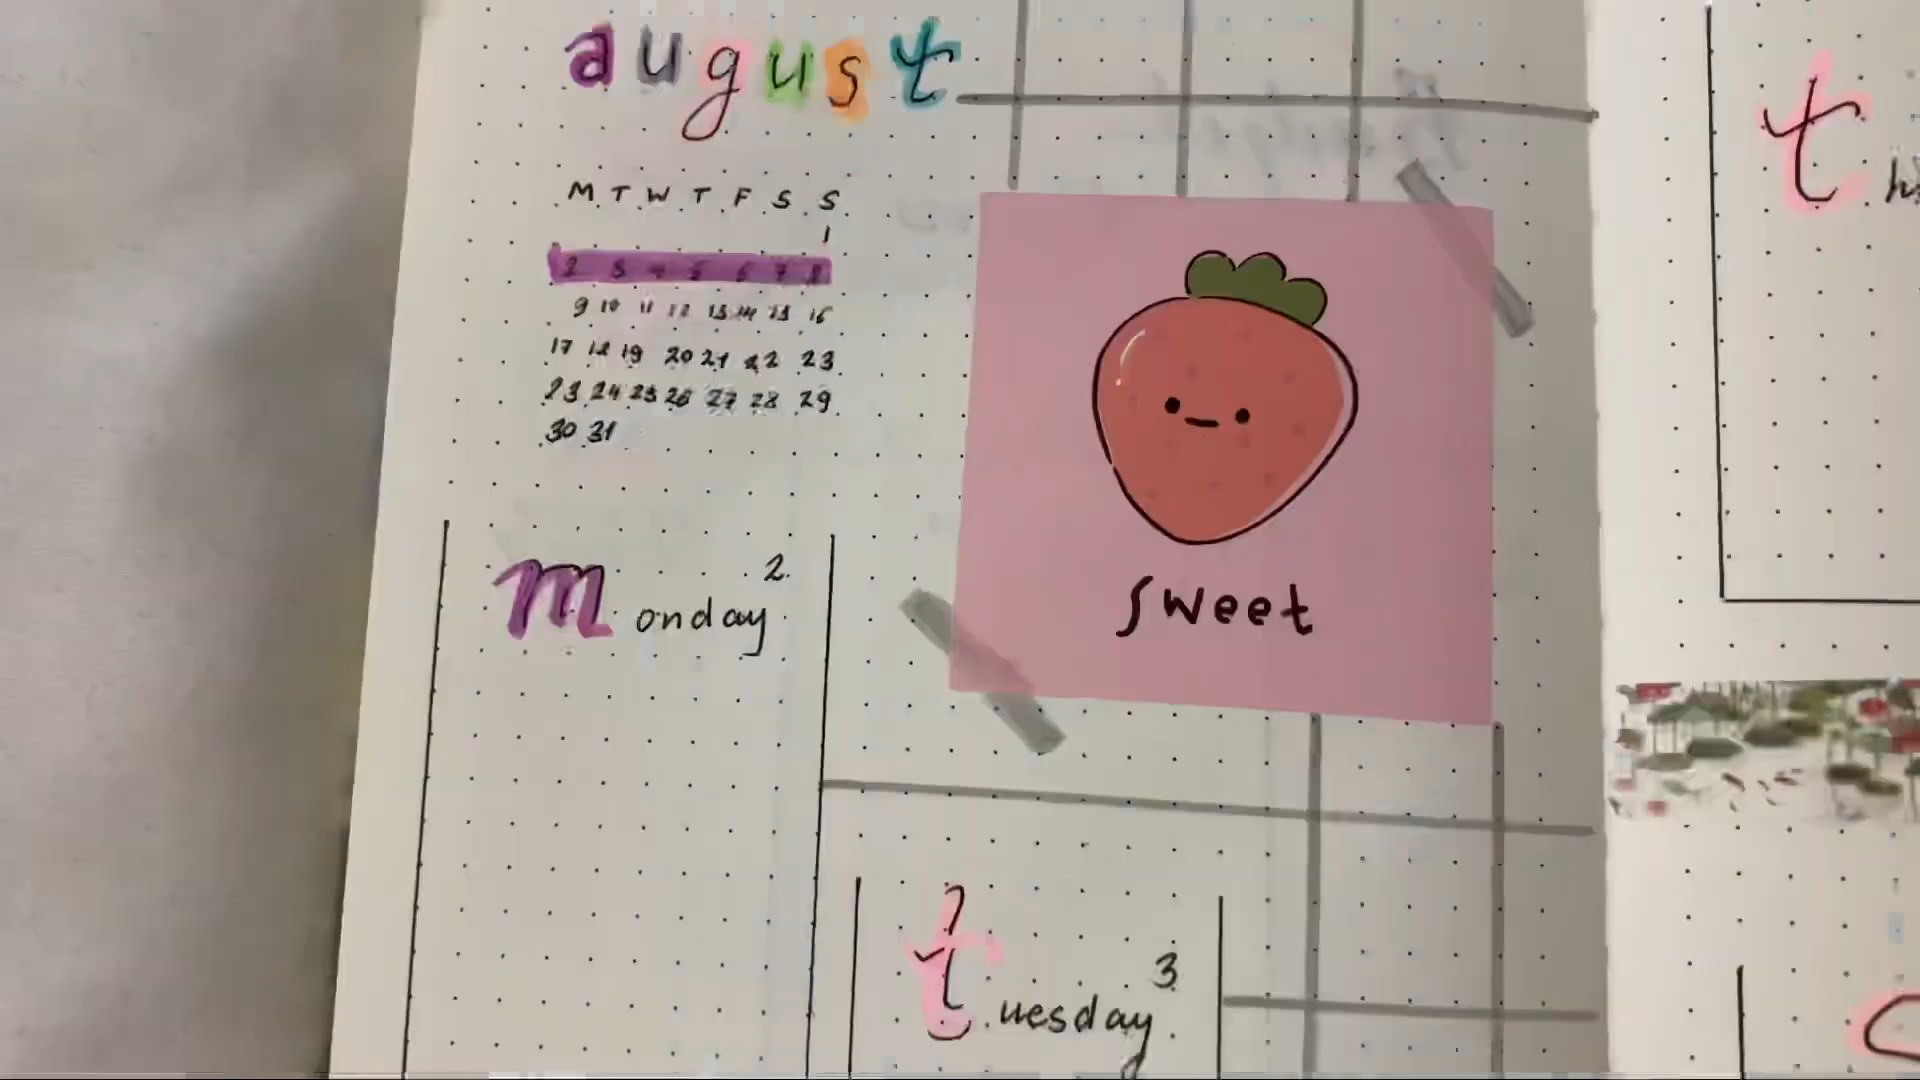 august
M T W T F S S
1
2 3 4 5 6 7 8
9 10 11 12 13 14 15 16
17 18 19 20 21 22 23
23 24 25 26 27 28 29
30 31
sweet
monday 2
tuesday 3
t